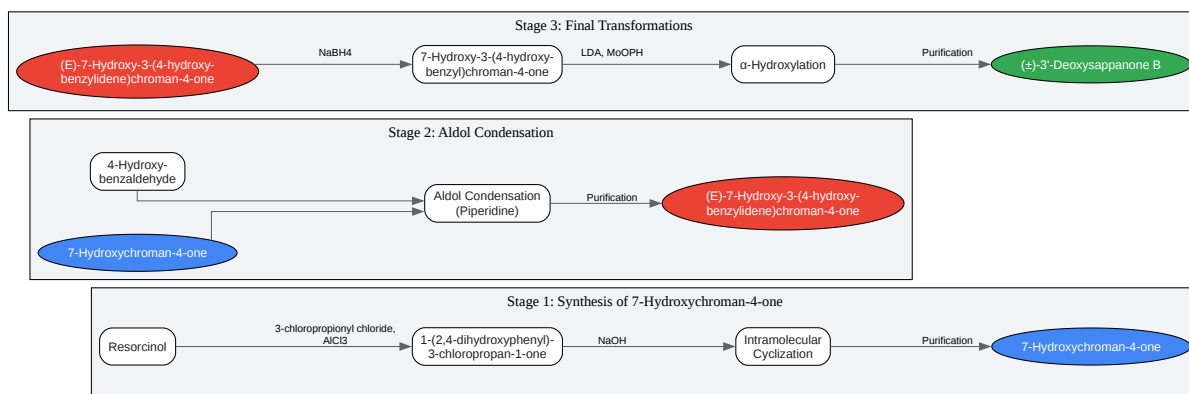 Stage 3: Final Transformations
(E)-7-Hydroxy-3-(4-hydroxy-
benzylidene)chroman-4-one
NaBH4
7-Hydroxy-3-(4-hydroxy-
benzyl)chroman-4-one
LDA, MoOPH
α-Hydroxylation
Purification
(±)-3'-Deoxysappanone B
Stage 2: Aldol Condensation
4-Hydroxy-
benzaldehyde
7-Hydroxychroman-4-one
Aldol Condensation
(Piperidine)
Purification
(E)-7-Hydroxy-3-(4-hydroxy-
benzylidene)chroman-4-one
Stage 1: Synthesis of 7-Hydroxychroman-4-one
Resorcinol
3-chloropropionyl chloride,
AlCl3
1-(2,4-dihydroxyphenyl)-
3-chloropropan-1-one
NaOH
Intramolecular
Cyclization
Purification
7-Hydroxychroman-4-one